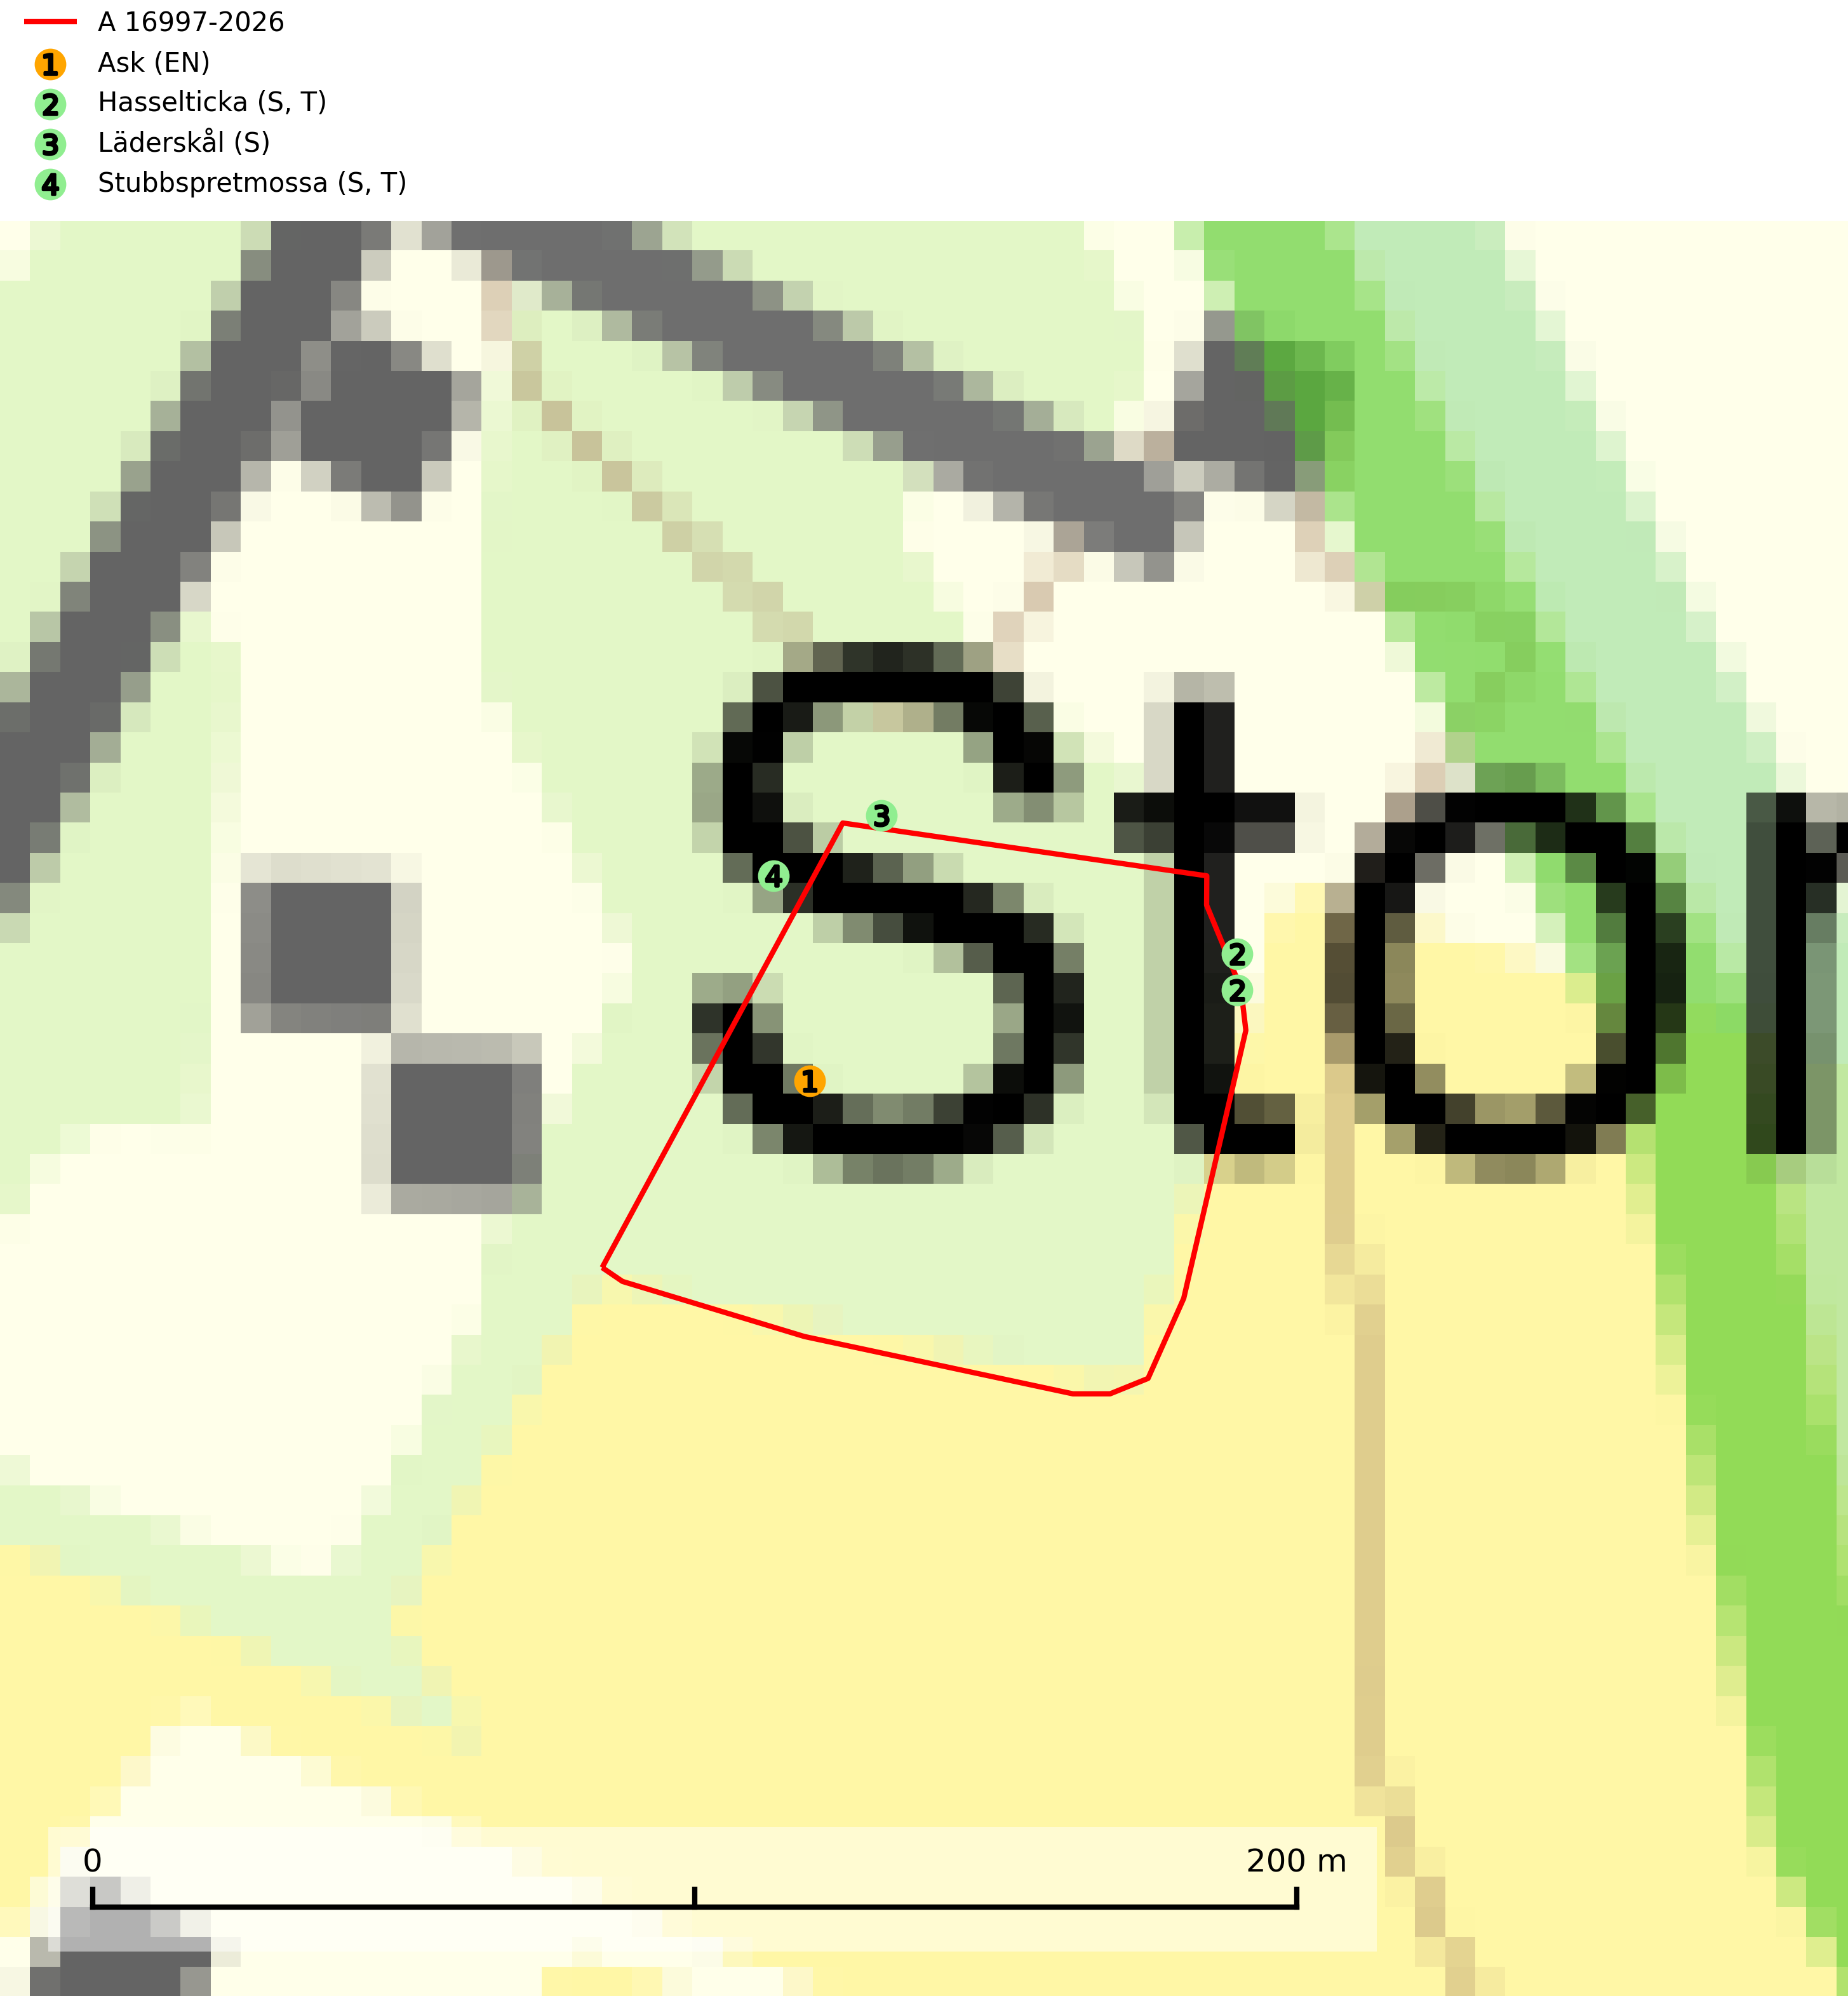 A 16997-2026
1 Ask (EN)
2 Hasselticka (S, T)
3 Läderskål (S)
4 Stubbspretmossa (S, T)
3
4
2
2
1
Sto
0 200 m